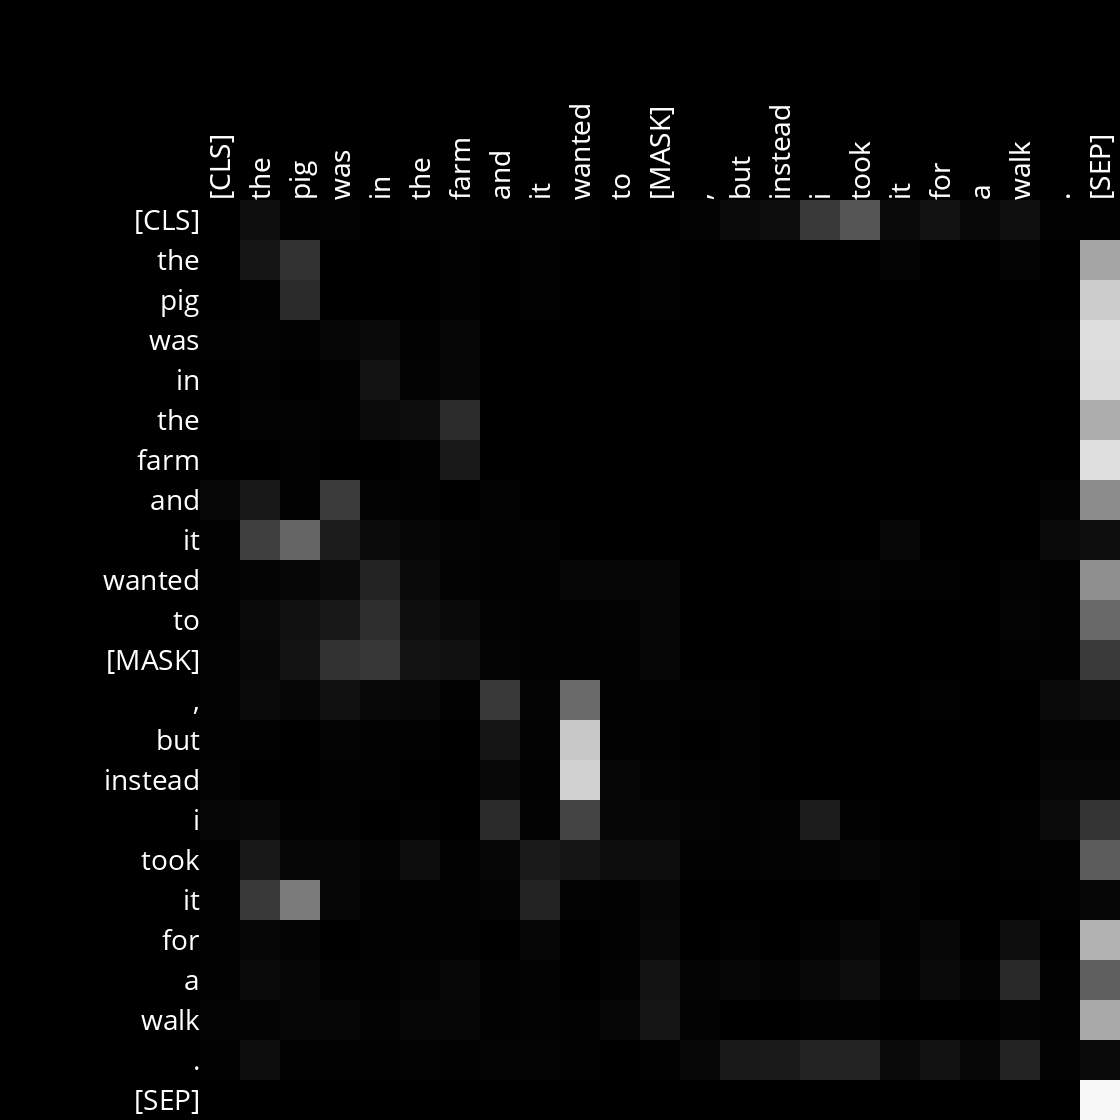 [CLS] the pig was in the farm and it wanted to [MASK] , but instead i took it for a walk . [SEP]
[CLS]
the
pig
was
in
the
farm
and
it
wanted
to
[MASK]
,
but
instead
i
took
it
for
a
walk
.
[SEP]